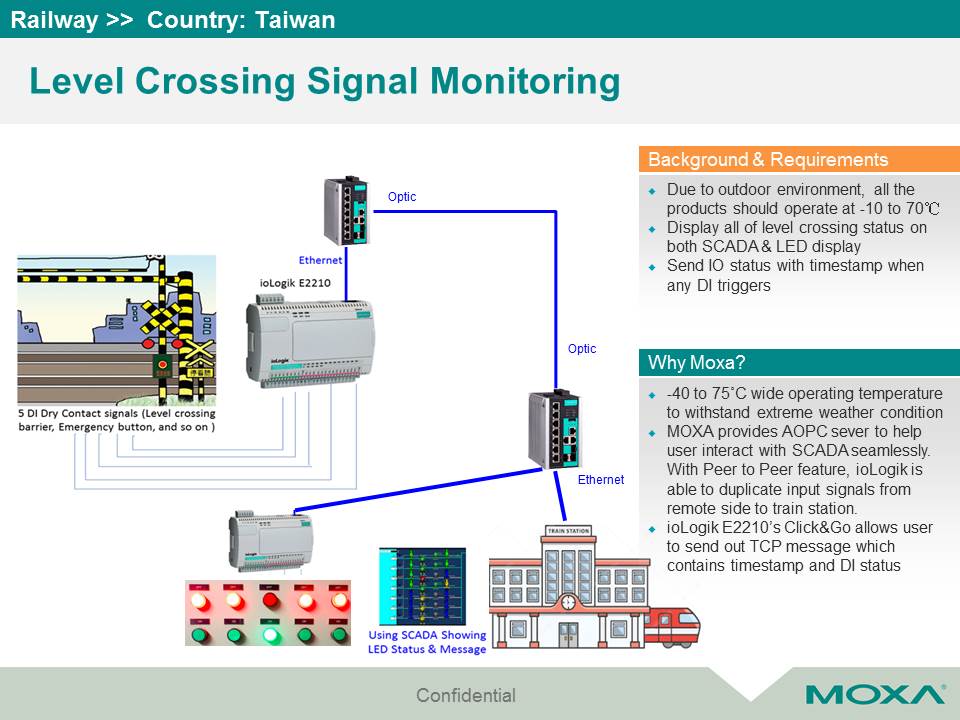 Railway >> Country: Taiwan
Level Crossing Signal Monitoring
Optic
Ethernet
ioLogik E2210
ioLogik
5 DI Dry Contact signals (Level crossing
barrier, Emergency button, and so on )
Optic
Ethernet
TRAIN STATION
Using SCADA Showing
LED Status & Message
Background & Requirements
Due to outdoor environment, all the
products should operate at -10 to 70℃
Display all of level crossing status on
both SCADA & LED display
Send IO status with timestamp when
any DI triggers
Why Moxa?
-40 to 75˚C wide operating temperature
to withstand extreme weather condition
MOXA provides AOPC sever to help
user interact with SCADA seamlessly.
With Peer to Peer feature, ioLogik is
able to duplicate input signals from
remote side to train station.
ioLogik E2210's Click&Go allows user
to send out TCP message which
contains timestamp and DI status
Confidential
MOXA®